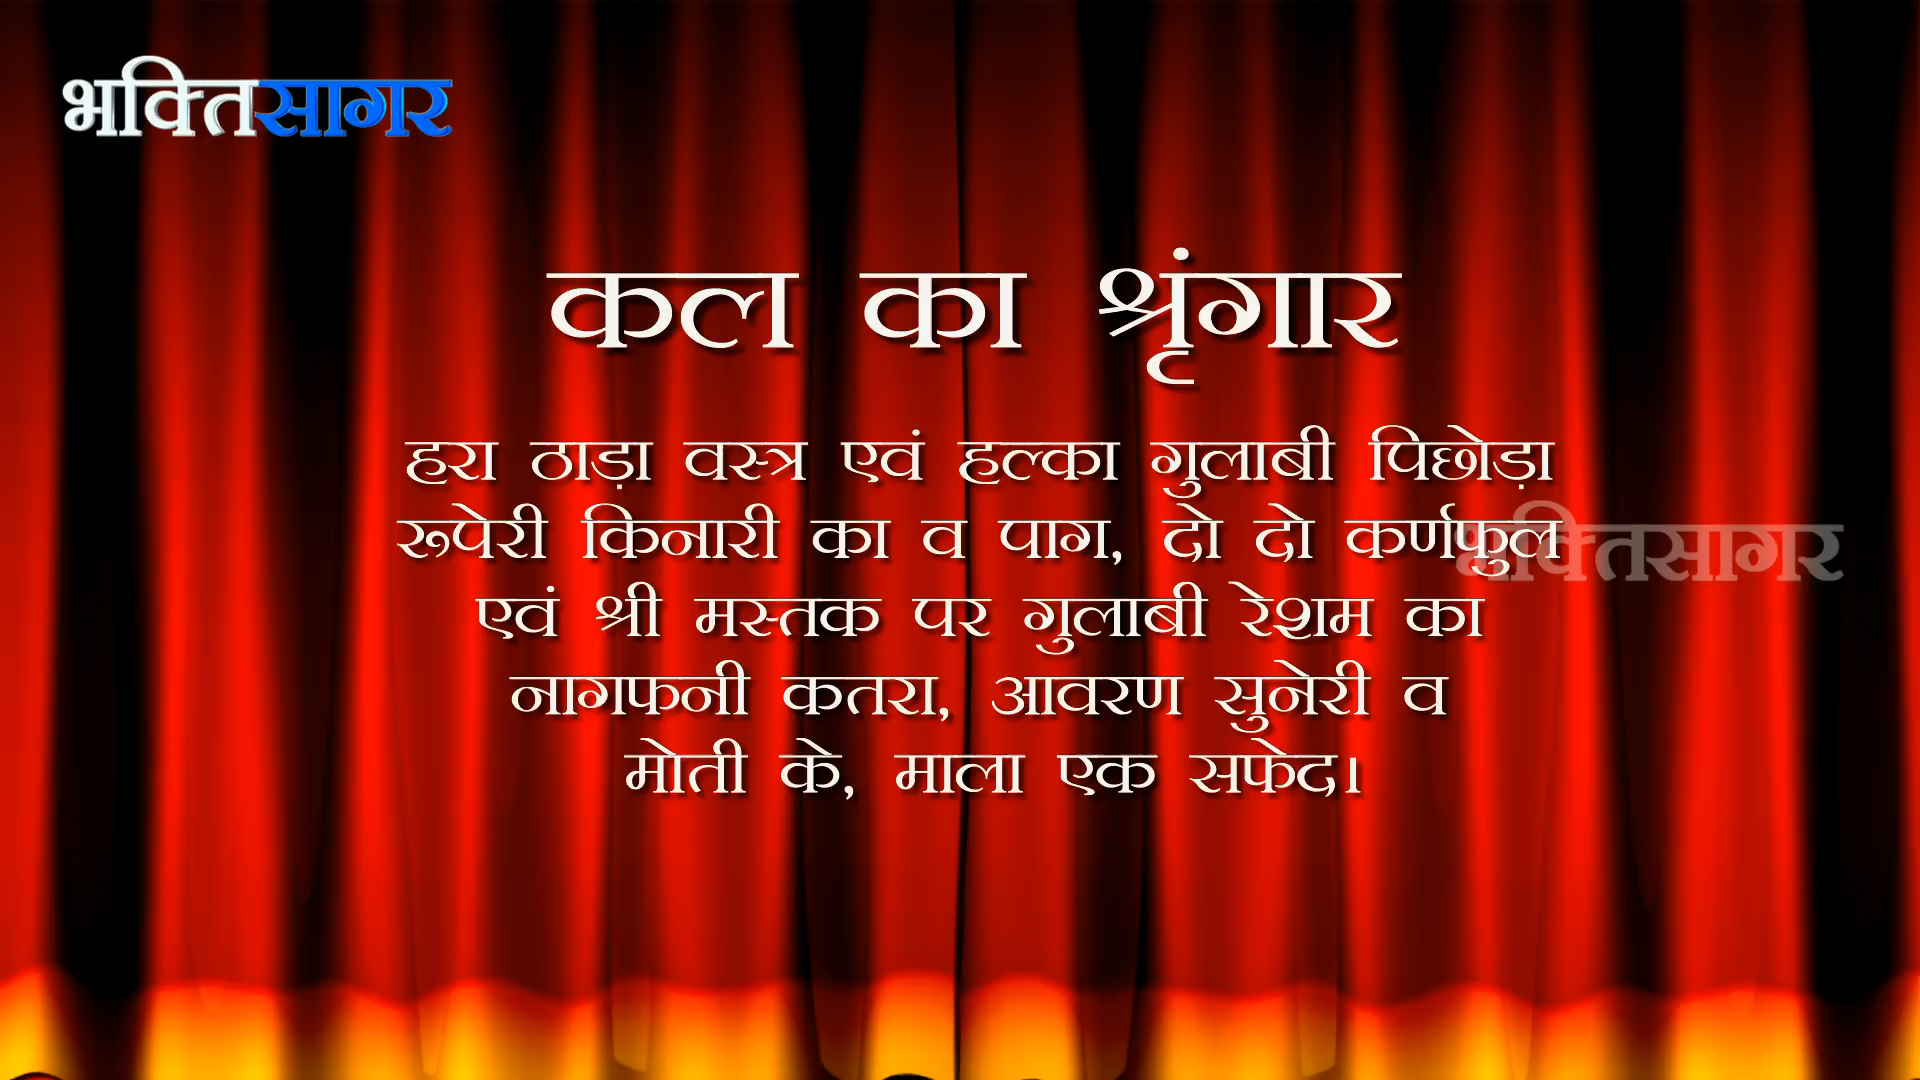 भक्तिसागर
कल का श्रृंगार
हरा ठाड़ा वस्त्र एवं हल्का गुलाबी पिछोड़ा
रूपेरी किनारी का व पाग, दो दो कर्णफुल
भक्तिसागर
एवं श्री मस्तक पर गुलाबी रेशम का
नागफनी कतरा, आवरण सुनेरी व
मोती के, माला एक सफेद।